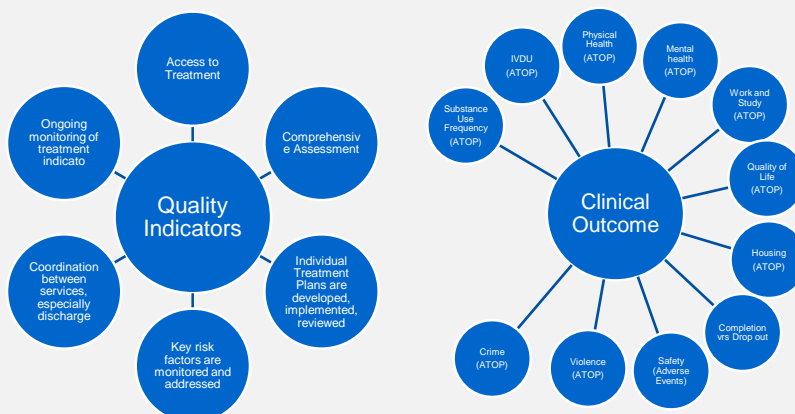 Access to
Treatment
Comprehensiv
e Assessment
Individual
Treatment
Plans are
developed,
implemented,
reviewed
Key risk
factors are
monitored and
addressed
Coordination
between
services,
especially
discharge
Ongoing
monitoring of
treatment
indicato
Quality
Indicators
Substance
Use
Frequency
(ATOP)
IVDU
(ATOP)
Physical
Health
(ATOP)
Mental
health
(ATOP)
Work and
Study
(ATOP)
Quality of
Life
(ATOP)
Housing
(ATOP)
Completion
vrs Drop out
Safety
(Adverse
Events)
Violence
(ATOP)
Crime
(ATOP)
Clinical
Outcome